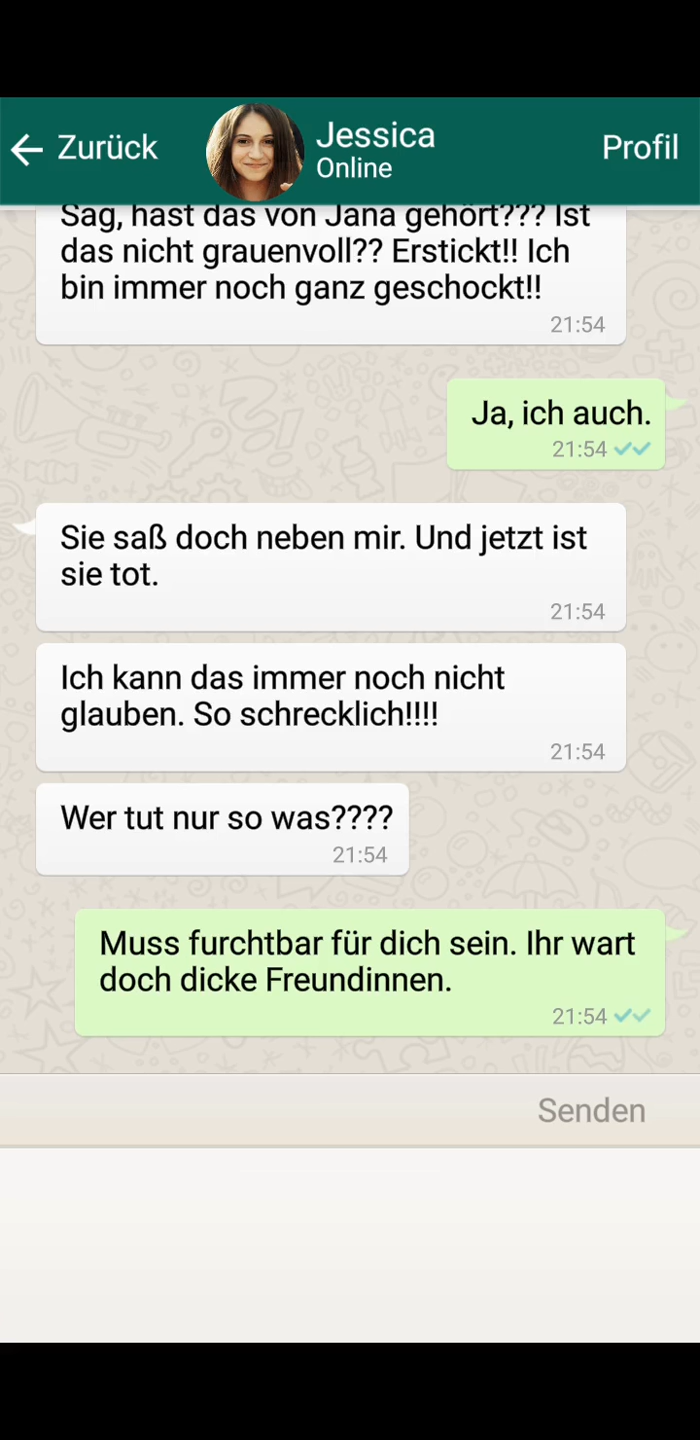 Zurück
Jessica
Online
Profil
Sag, hast das von Jana gehört??? Ist
das nicht grauenvoll?? Erstickt!! Ich
bin immer noch ganz geschockt!!
21:54
Ja, ich auch.
21:54
Sie saß doch neben mir. Und jetzt ist
sie tot.
21:54
Ich kann das immer noch nicht
glauben. So schrecklich!!!!
21:54
Wer tut nur so was????
21:54
Muss furchtbar für dich sein. Ihr wart
doch dicke Freundinnen.
21:54
Senden